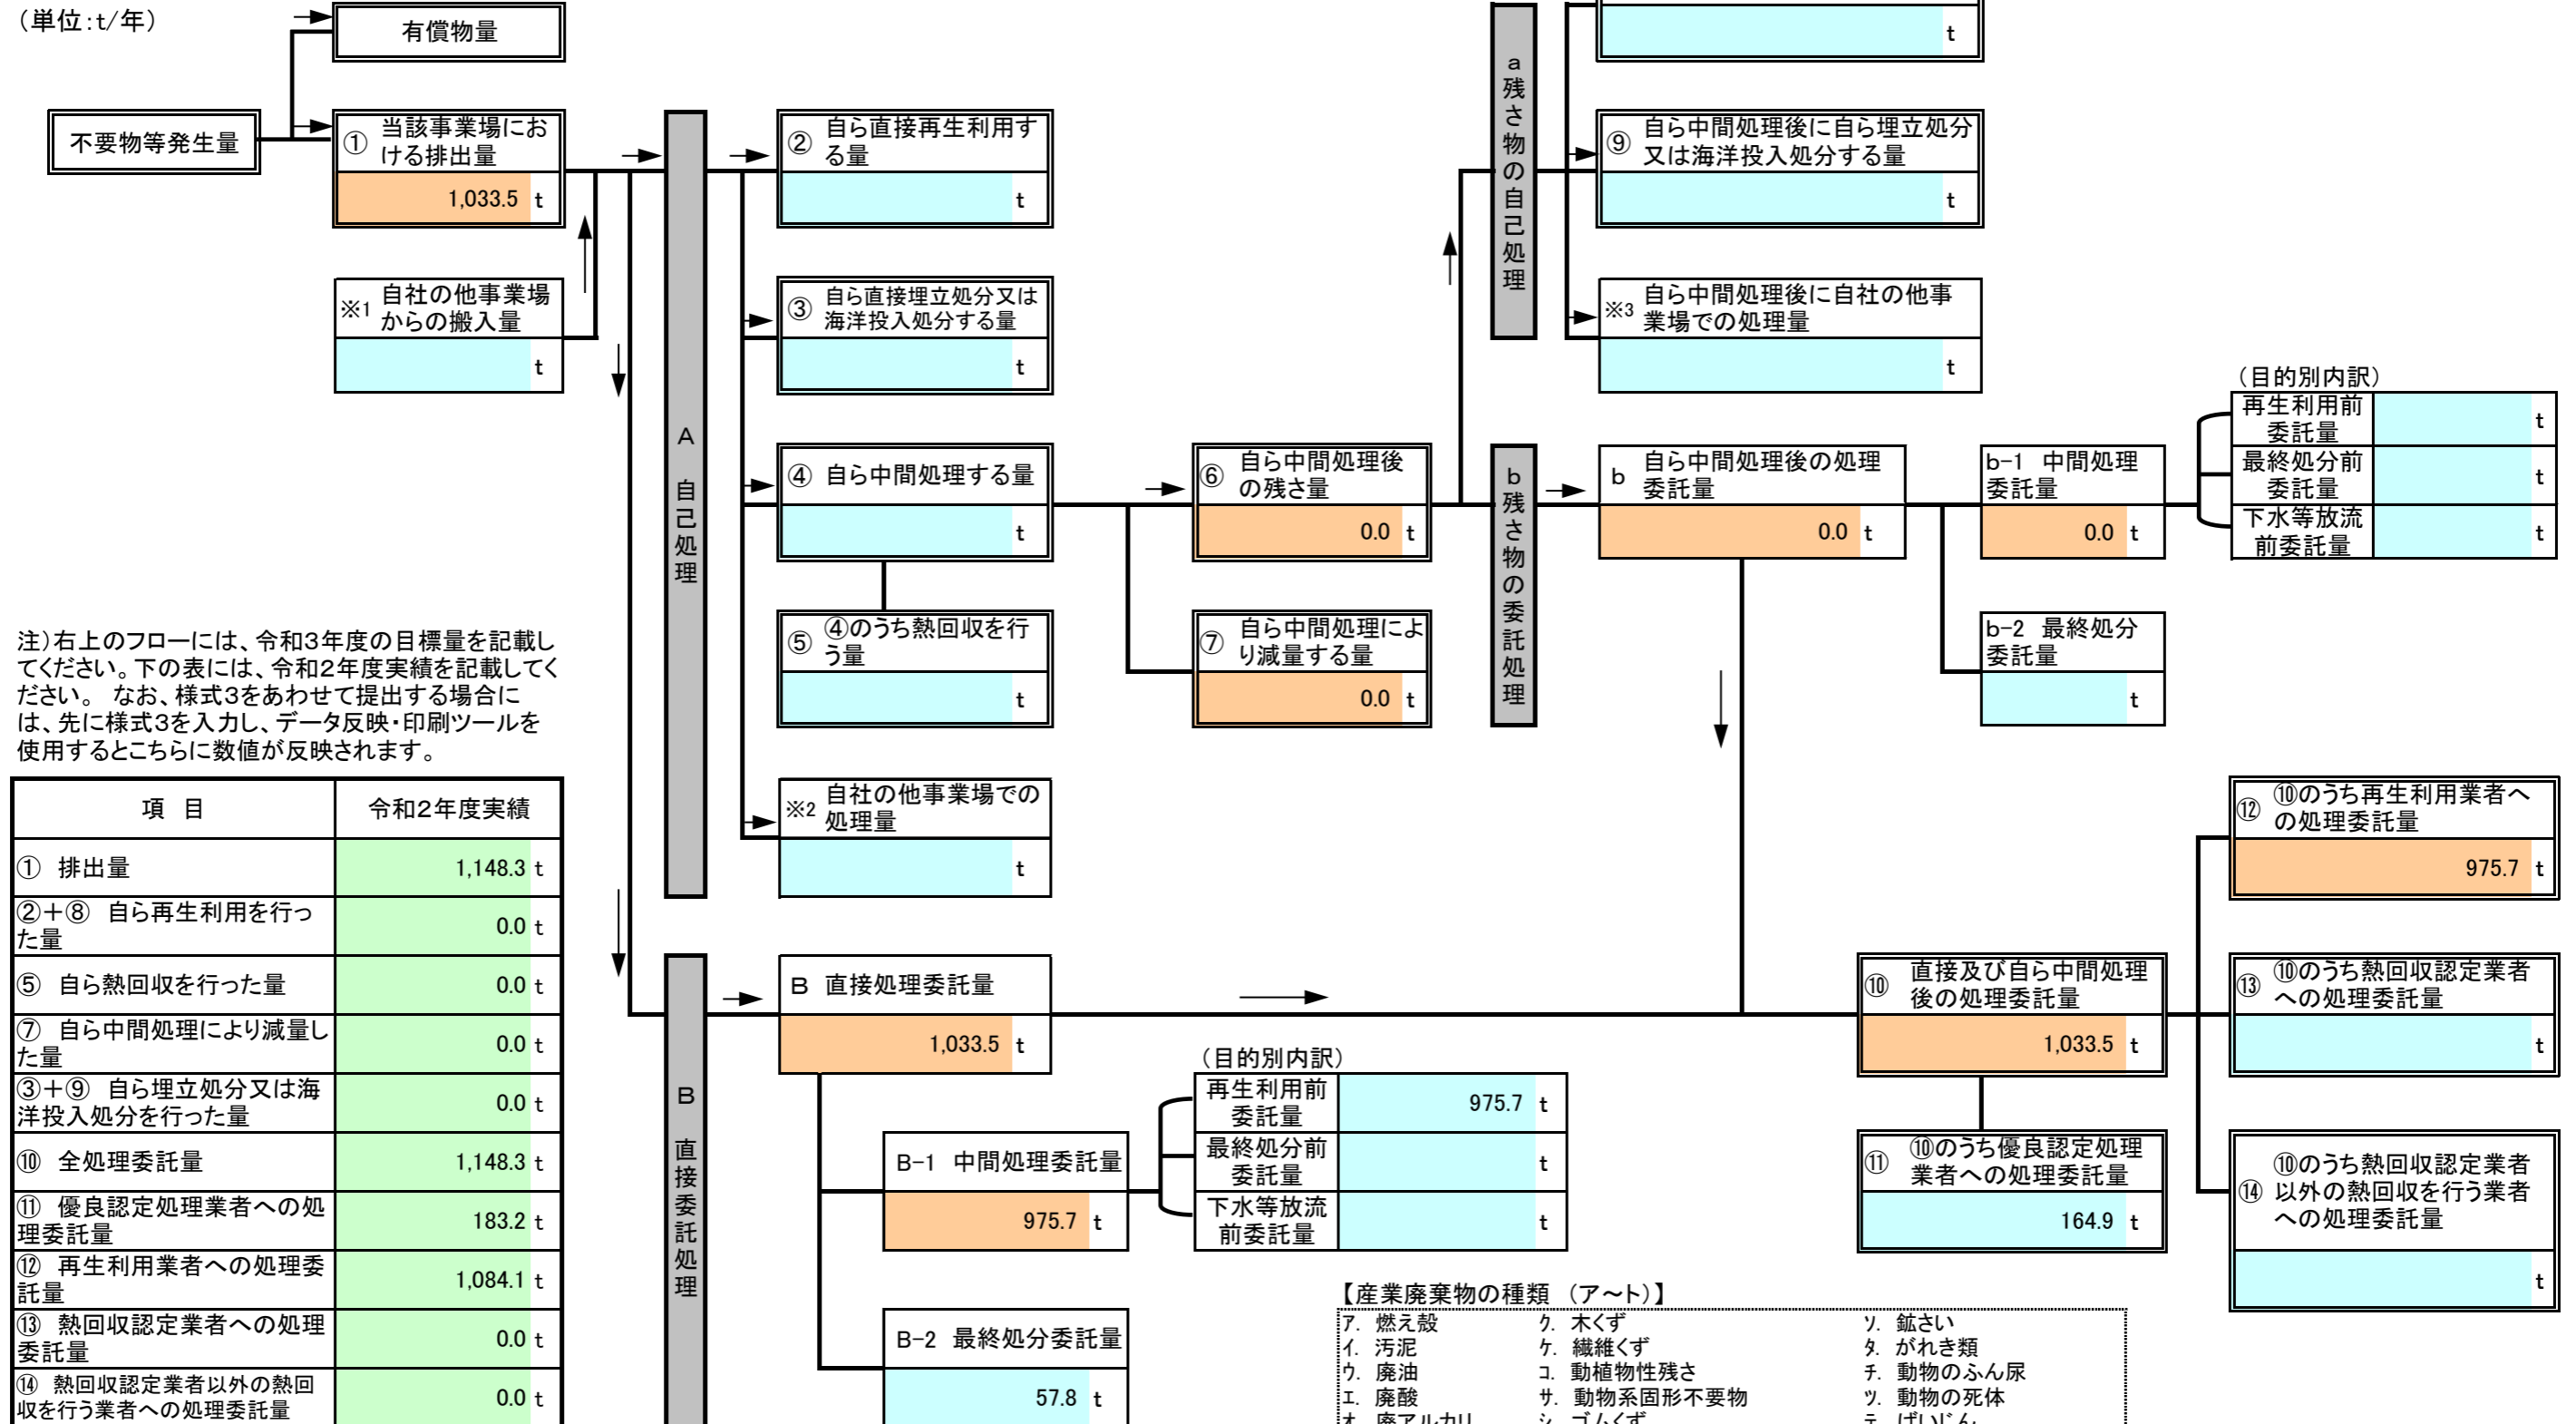 （単位：t/年）
有償物量
不要物等発生量
① 当該事業場にお
ける排出量
1,033.5 t
※1 自社の他事業場
からの搬入量
t
A 自己処理
② 自ら直接再生利用す
る量
t
③ 自ら直接埋立処分又は
海洋投入処分する量
t
④ 自ら中間処理する量
t
⑤ ④のうち熱回収を行
う量
t
※2 自社の他事業場での
処理量
t
⑥ 自ら中間処理後
の残さ量
0.0 t
⑦ 自ら中間処理によ
り減量する量
0.0 t
a 残さ物の自己処理
t
⑨ 自ら中間処理後に自ら埋立処分
又は海洋投入処分する量
t
※3 自ら中間処理後に自社の他事
業場での処理量
t
b 残さ物の委託処理
b 自ら中間処理後の処理
委託量
0.0 t
b-1 中間処理
委託量
0.0 t
（目的別内訳）
再生利用前
委託量
t
最終処分前
委託量
t
下水等放流
前委託量
t
b-2 最終処分
委託量
t
注）右上のフローには、令和３年度の目標量を記載し
てください。下の表には、令和２年度実績を記載してく
ださい。 なお、様式３をあわせて提出する場合に
は、先に様式３を入力し、データ反映・印刷ツールを
使用するとこちらに数値が反映されます。
項 目 令和２年度実績
① 排出量 1,148.3 t
②＋⑧ 自ら再生利用を行っ
た量 0.0 t
⑤ 自ら熱回収を行った量 0.0 t
⑦ 自ら中間処理により減量し
た量 0.0 t
③＋⑨ 自ら埋立処分又は海
洋投入処分を行った量 0.0 t
⑩ 全処理委託量 1,148.3 t
⑪ 優良認定処理業者への処
理委託量 183.2 t
⑫ 再生利用業者への処理委
託量 1,084.1 t
⑬ 熱回収認定業者への処理
委託量 0.0 t
⑭ 熱回収認定業者以外の熱回
収を行う業者への処理委託量 0.0 t
B 直接委託処理
B 直接処理委託量
1,033.5 t
B-1 中間処理委託量
975.7 t
（目的別内訳）
再生利用前
委託量
975.7 t
最終処分前
委託量
t
下水等放流
前委託量
t
B-2 最終処分委託量
57.8 t
⑩ 直接及び自ら中間処理
後の処理委託量
1,033.5 t
⑪ ⑩のうち優良認定処理
業者への処理委託量
164.9 t
⑫ ⑩のうち再生利用業者へ
の処理委託量
975.7 t
⑬ ⑩のうち熱回収認定業者
への処理委託量
t
⑭ ⑩のうち熱回収認定業者
以外の熱回収を行う業者
への処理委託量
t
【産業廃棄物の種類 （ア～ト）】
ｱ. 燃え殻 ｸ. 木くず ｿ. 鉱さい
ｲ. 汚泥 ｹ. 繊維くず ﾀ. がれき類
ｳ. 廃油 ｺ. 動植物性残さ ﾁ. 動物のふん尿
ｴ. 廃酸 ｻ. 動物系固形不要物 ﾂ. 動物の死体
ｵ. 廃アルカリ ｼ. ゴムくず ﾃ. ばいじん